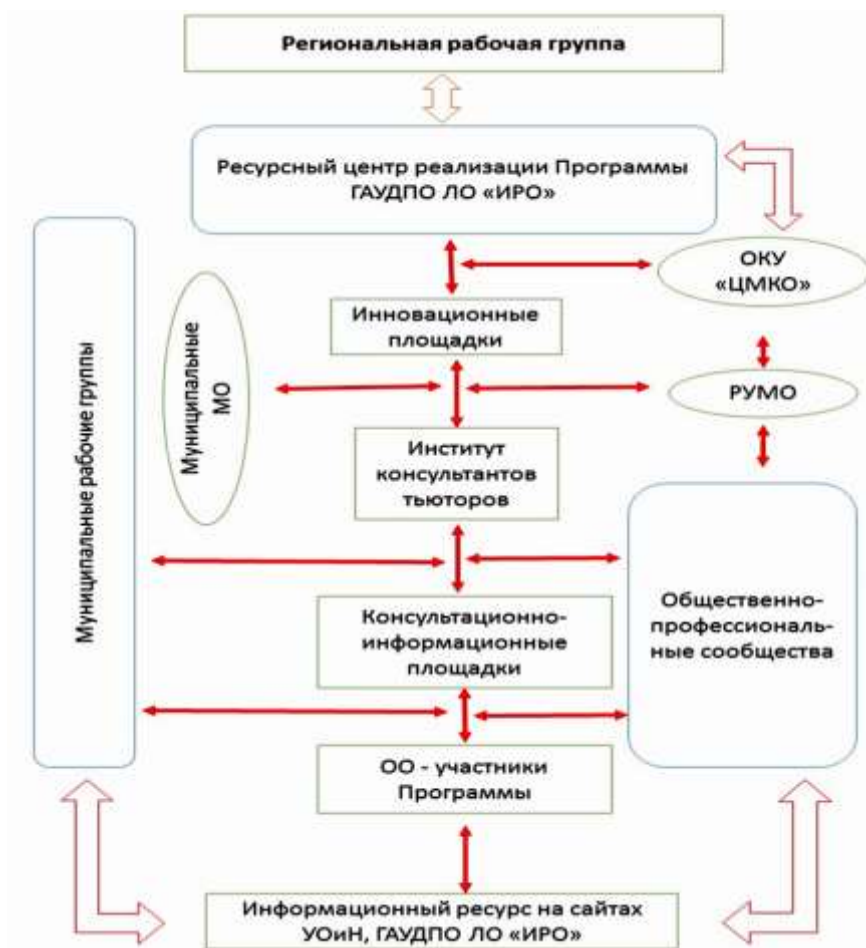 Региональная рабочая группа
Ресурсный центр реализации Программы
ГАУДПО ЛО «ИРО»
ОКУ
«ЦМКО»
Инновационные
площадки
Муниципальные рабочие группы
Муниципальные
МО
РУМО
Институт
консультантов
тьюторов
Консультационно-
информационные
площадки
Общественно-
профессиональ-
ные сообщества
ОО - участники
Программы
Информационный ресурс на сайтах
УОиН, ГАУДПО ЛО «ИРО»